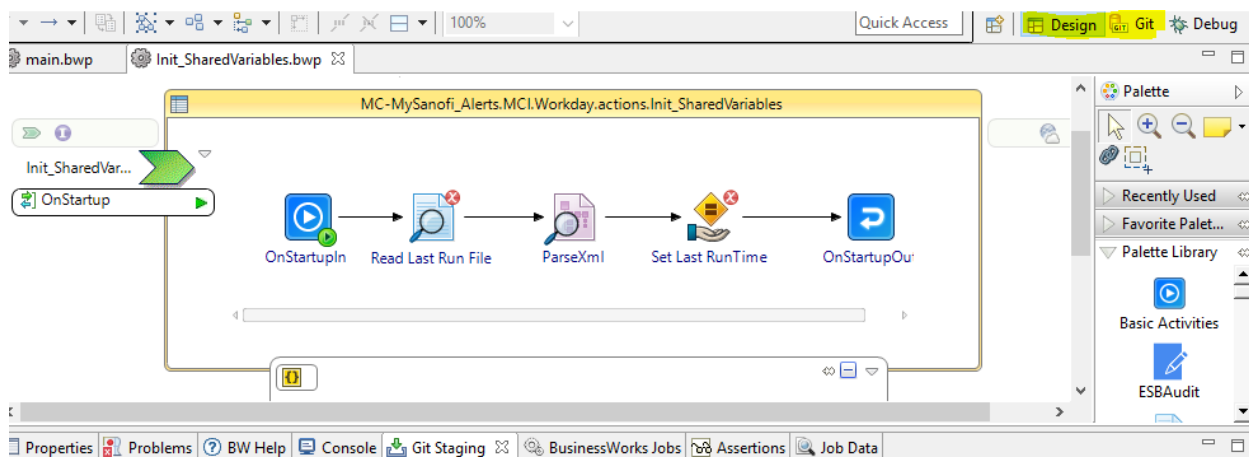 100%
Quick Access
Design
Git
Debug
main.bwp
Init_SharedVariables.bwp
MC-MySanofi_Alerts.MCI.Workday.actions.Init_SharedVariables
Palette
Init_SharedVar...
OnStartup
Recently Used
Favorite Palet...
OnStartupIn
Read Last Run File
ParseXml
Set Last RunTime
OnStartupOu
Palette Library
Basic Activities
ESBAudit
Properties
Problems
BW Help
Console
Git Staging
BusinessWorks Jobs
Assertions
Job Data